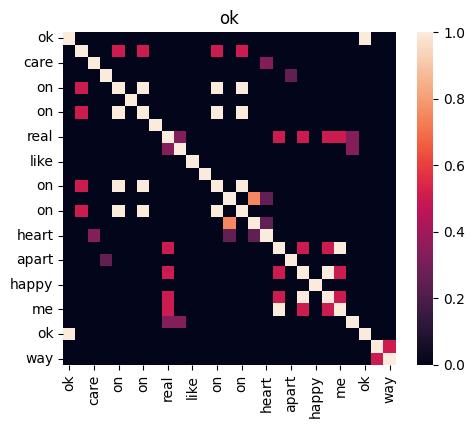 ok
ok
care
on
on
real
like
on
on
heart
apart
happy
me
ok
way
1.0
0.8
0.6
0.4
0.2
0.0
ok care on on real like on on heart apart happy me ok way